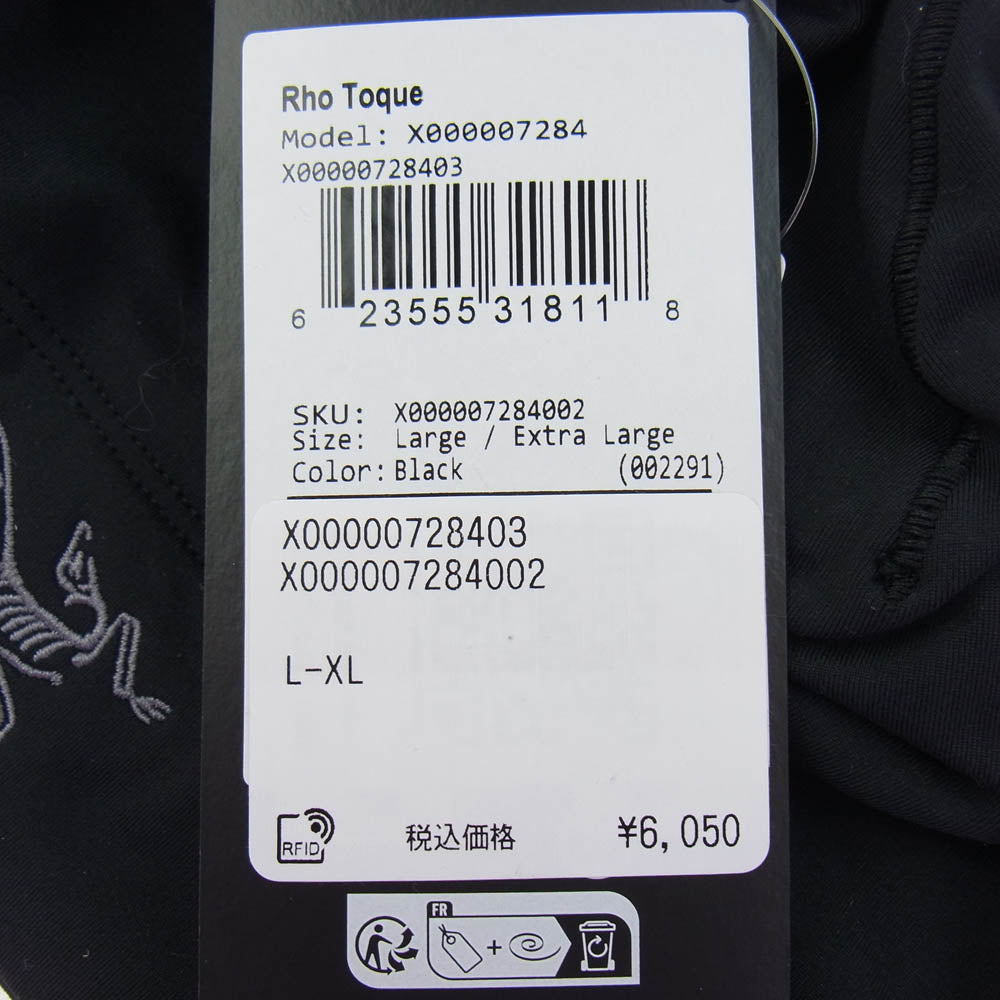 Rho Toque
Model: X000007284
X00000728403
6 23555 31811 8
SKU: X000007284002
Size: Large / Extra Large
Color: Black (002291)
X00000728403
X000007284002
L-XL
RFID 税込価格 ¥6,050
FR